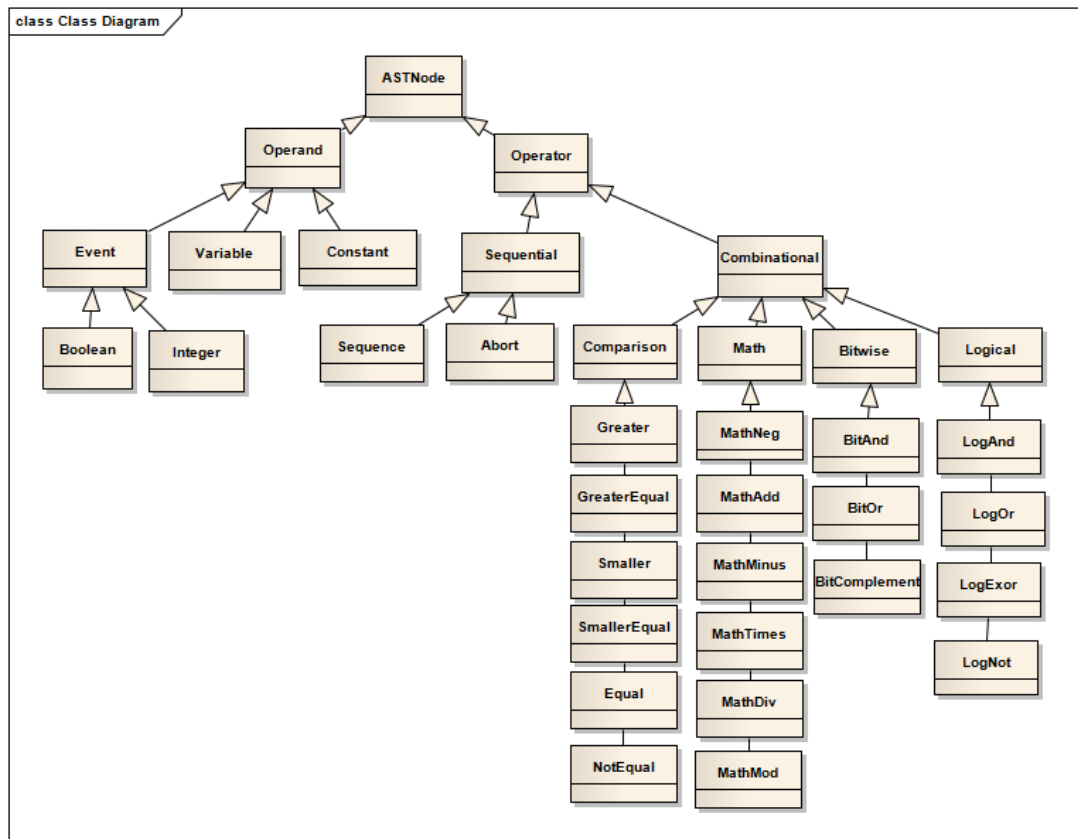 class Class Diagram
ASTNode
Operand
Operator
Event
Variable
Constant
Sequential
Combinational
Boolean
Integer
Sequence
Abort
Comparison
Math
Bitwise
Logical
Greater
MathNeg
BitAnd
LogAnd
GreaterEqual
MathAdd
BitOr
LogOr
Smaller
MathMinus
BitComplement
LogExor
SmallerEqual
MathTimes
LogNot
Equal
MathDiv
NotEqual
MathMod